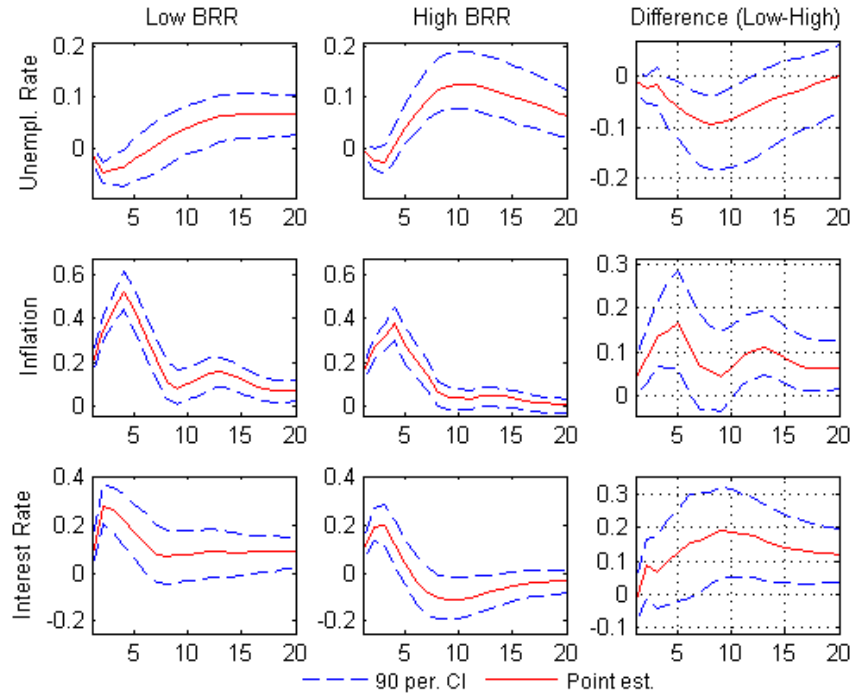 Low BRR
High BRR
Difference (Low-High)
Unempl. Rate
0.2
0.1
0
5 10 15 20
0.2
0.1
0
5 10 15 20
0
-0.1
-0.2
5 10 15 20
Inflation
0.6
0.4
0.2
0
5 10 15 20
0.6
0.4
0.2
0
5 10 15 20
0.3
0.2
0.1
0
5 10 15 20
Interest Rate
0.4
0.2
0
-0.2
5 10 15 20
0.4
0.2
0
-0.2
5 10 15 20
0.3
0.2
0.1
0
-0.1
5 10 15 20
90 per. CI
Point est.